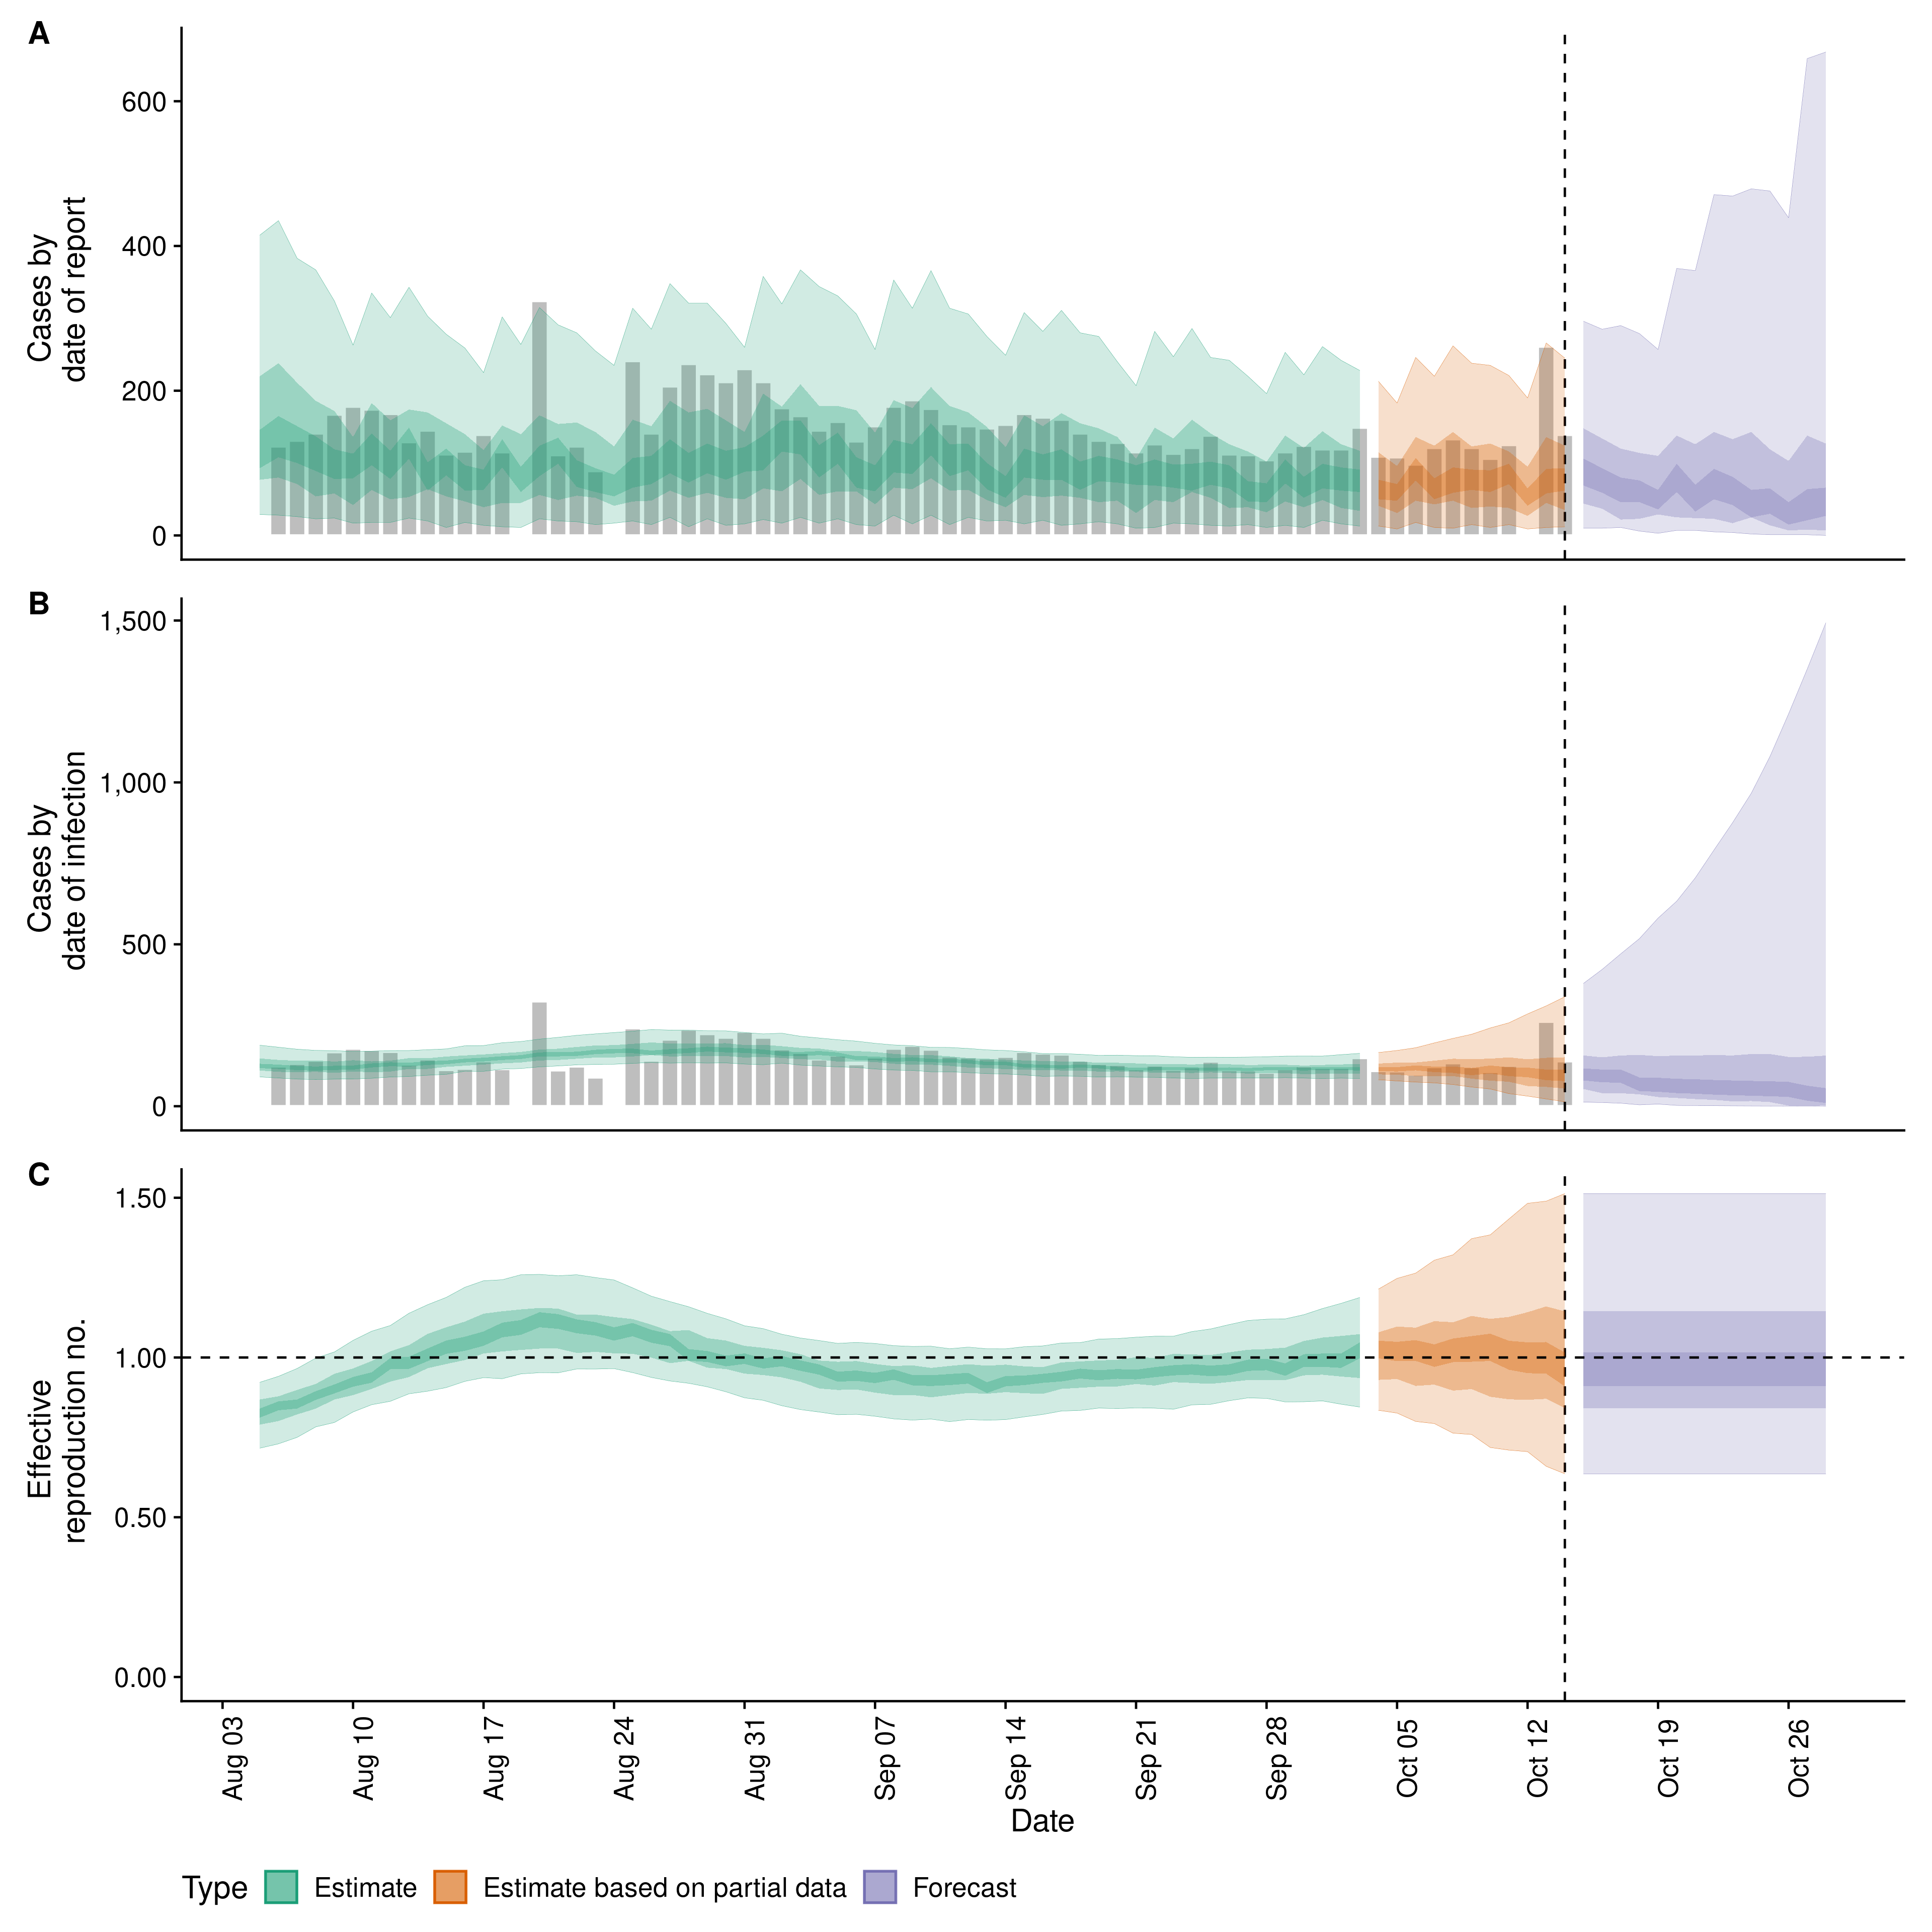 A
600
400
200
0
Cases by
date of report
B
1,500
1,000
500
0
Cases by
date of infection
C
1.50
1.00
0.50
0.00
Effective
reproduction no.
Aug 03
Aug 10
Aug 17
Aug 24
Aug 31
Sep 07
Sep 14
Sep 21
Sep 28
Oct 05
Oct 12
Oct 19
Oct 26
Date
Type Estimate Estimate based on partial data Forecast